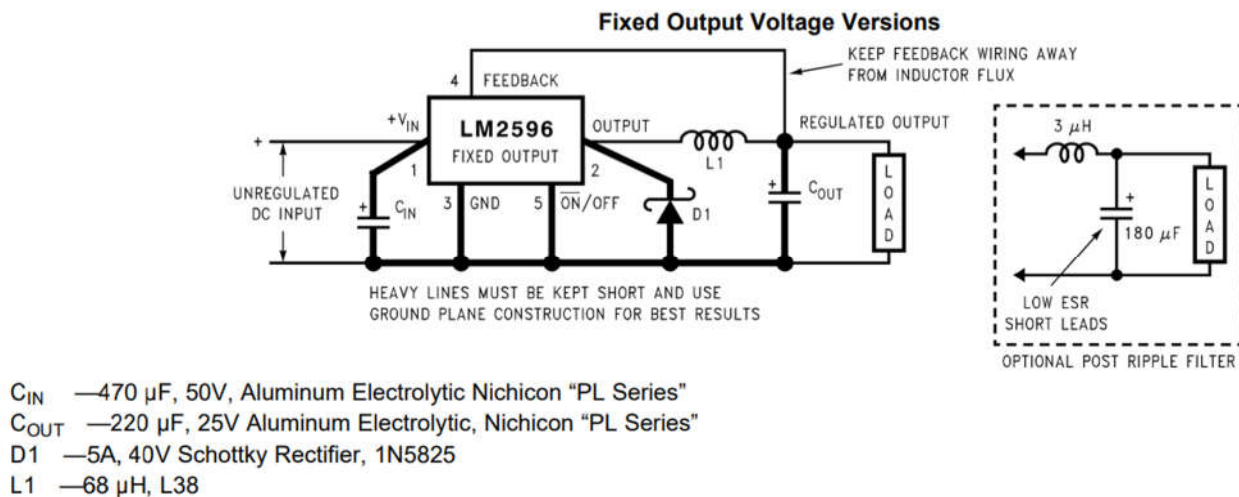 Fixed Output Voltage Versions
KEEP FEEDBACK WIRING AWAY
FROM INDUCTOR FLUX
4 FEEDBACK
+VIN
LM2596
FIXED OUTPUT
OUTPUT
REGULATED OUTPUT
+
1
2
L1
UNREGULATED
DC INPUT
+
CIN
3 GND
5 ON/OFF
D1
+
COUT
LOAD
HEAVY LINES MUST BE KEPT SHORT AND USE
GROUND PLANE CONSTRUCTION FOR BEST RESULTS
3 μH
+
180 μF
LOAD
LOW ESR
SHORT LEADS
OPTIONAL POST RIPPLE FILTER
CIN —470 μF, 50V, Aluminum Electrolytic Nichicon “PL Series”
COUT —220 μF, 25V Aluminum Electrolytic, Nichicon “PL Series”
D1 —5A, 40V Schottky Rectifier, 1N5825
L1 —68 μH, L38